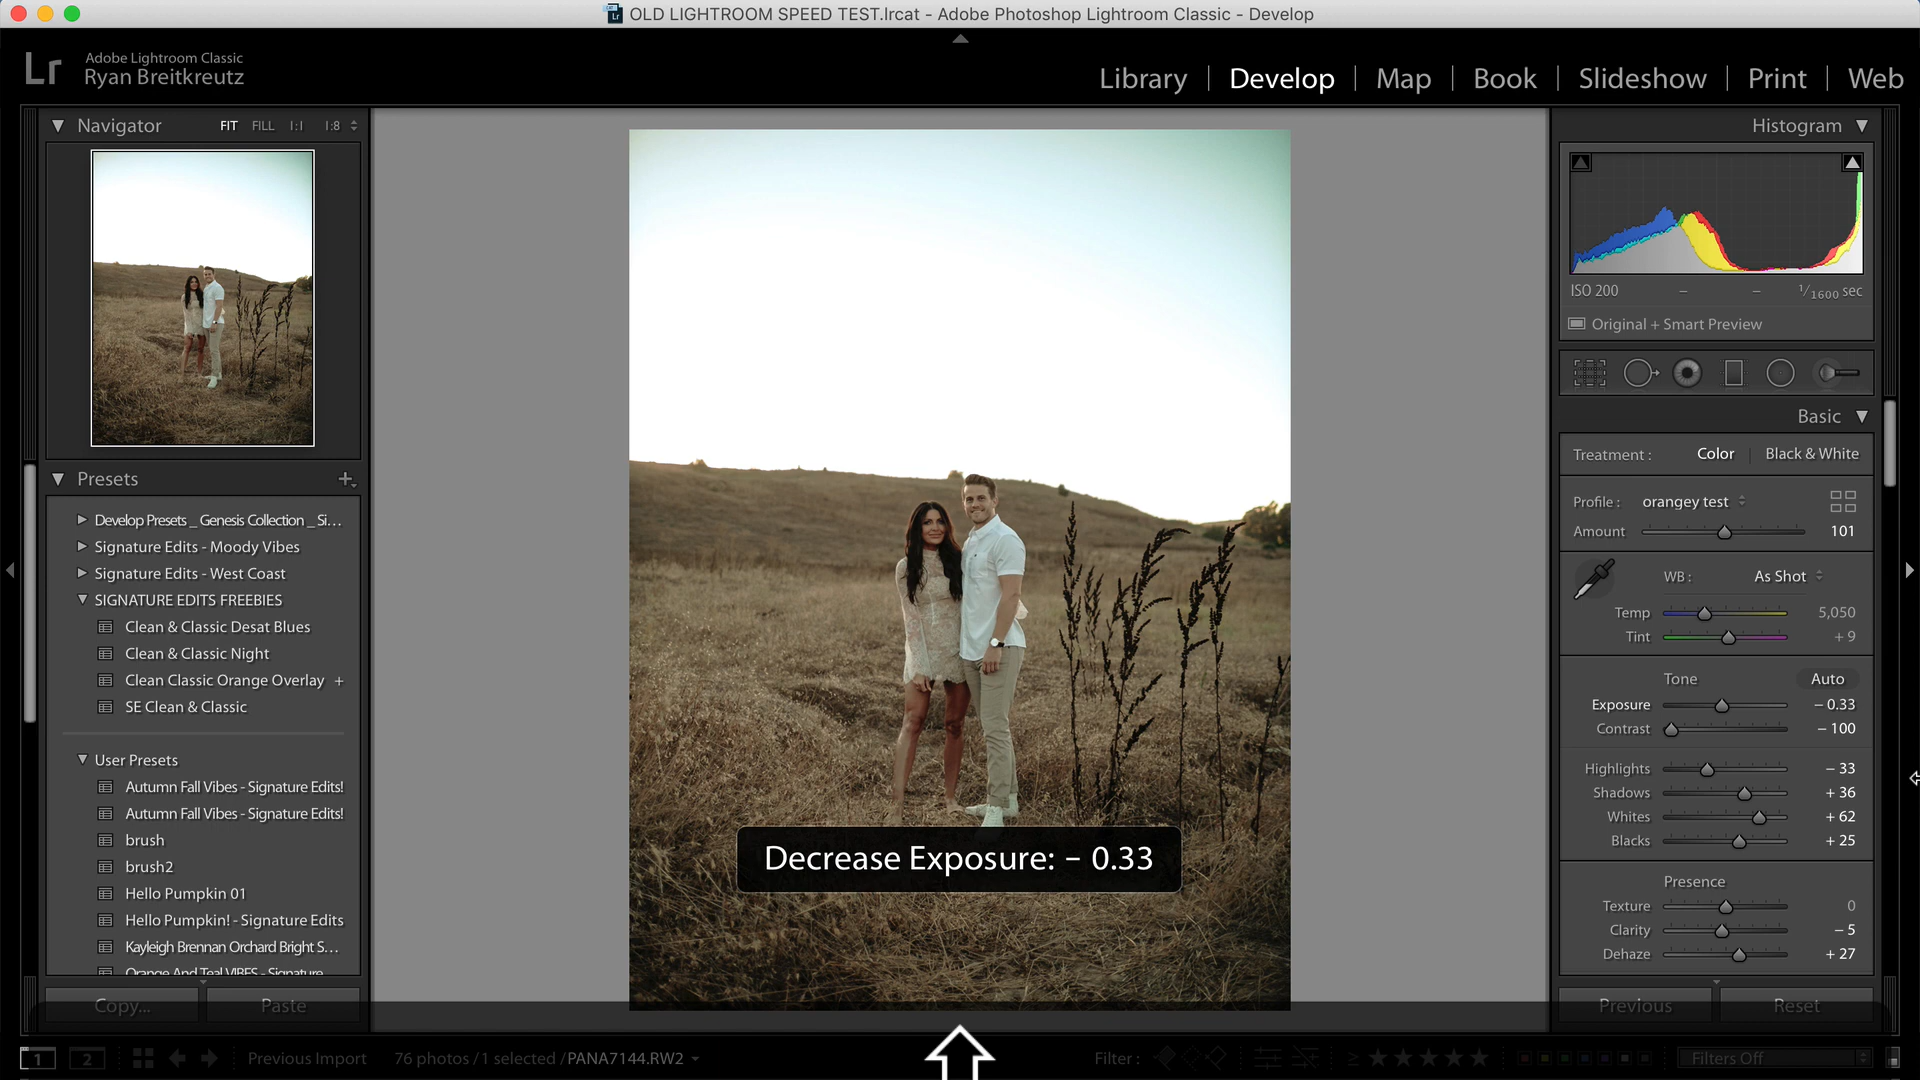 OLD LIGHTROOM SPEED TEST.lrcat - Adobe Photoshop Lightroom Classic - Develop
Lr
Adobe Lightroom Classic
Ryan Breitkreutz
Library | Develop | Map | Book | Slideshow | Print | Web
Navigator FIT FILL 1:1 1:8
Presets +
Develop Presets _ Genesis Collection _ Si...
Signature Edits - Moody Vibes
Signature Edits - West Coast
SIGNATURE EDITS FREEBIES
Clean & Classic Desat Blues
Clean & Classic Night
Clean Classic Orange Overlay +
SE Clean & Classic
User Presets
Autumn Fall Vibes - Signature Edits!
Autumn Fall Vibes - Signature Edits!
brush
brush2
Hello Pumpkin 01
Hello Pumpkin! - Signature Edits
Kayleigh Brennan Orchard Bright S...
Orange And Teal VIBES - Signature
Copy... Paste
Decrease Exposure: – 0.33
Histogram
ISO 200 – – 1/1600 sec
Original + Smart Preview
Basic
Treatment : Color Black & White
Profile : orangey test
Amount 101
WB : As Shot
Temp 5,050
Tint + 9
Tone Auto
Exposure – 0.33
Contrast – 100
Highlights – 33
Shadows + 36
Whites + 62
Blacks + 25
Presence
Texture 0
Clarity – 5
Dehaze + 27
Previous Reset
1 2 Previous Import 76 photos /1 selected /PANA7144.RW2 Filter : ≥ Filters Off